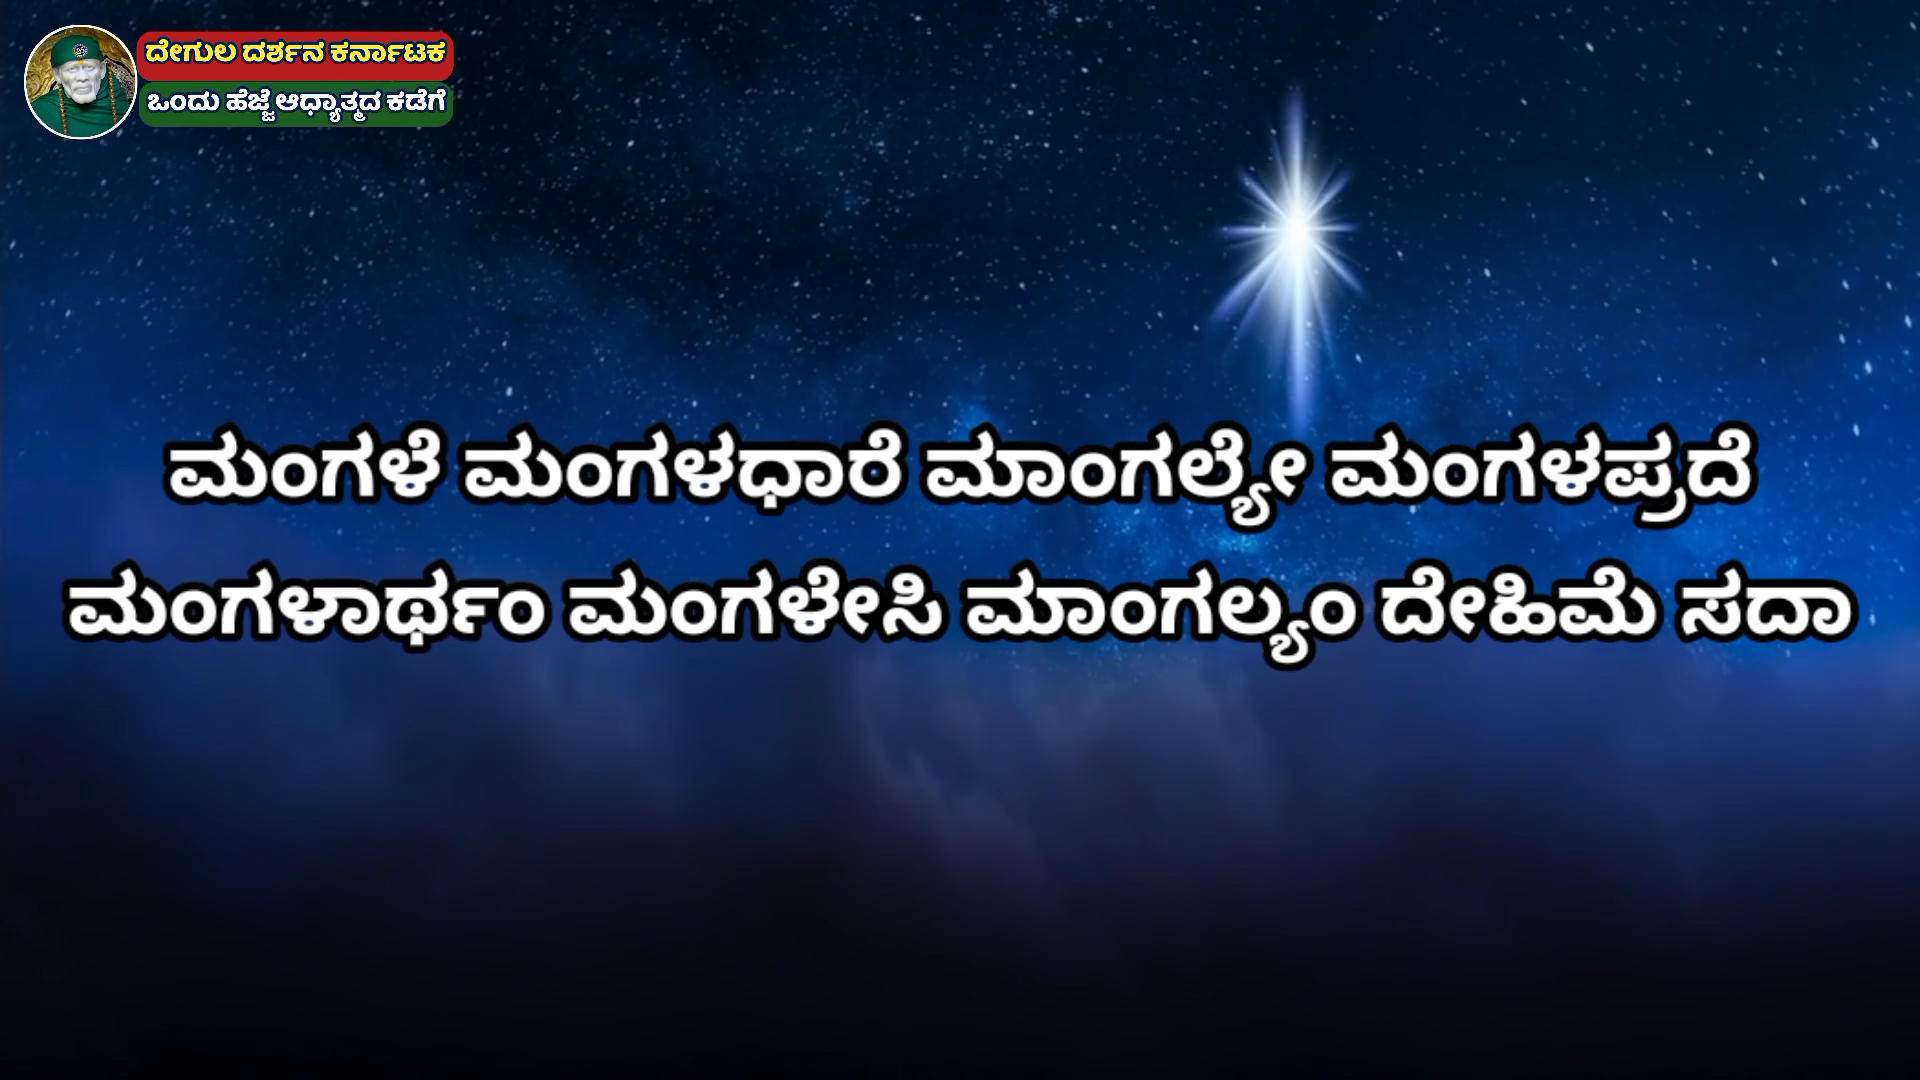 ದೇಗುಲ ದರ್ಶನ ಕರ್ನಾಟಕ
ಒಂದು ಹೆಜ್ಜೆ ಆಧ್ಯಾತ್ಮದ ಕಡೆಗೆ
ಮಂಗಳೆ ಮಂಗಳಧಾರೆ ಮಾಂಗಲ್ಯೇ ಮಂಗಳಪ್ರದೆ
ಮಂಗಳಾರ್ಥಂ ಮಂಗಳೇಸಿ ಮಾಂಗಲ್ಯಂ ದೇಹಿಮೆ ಸದಾ